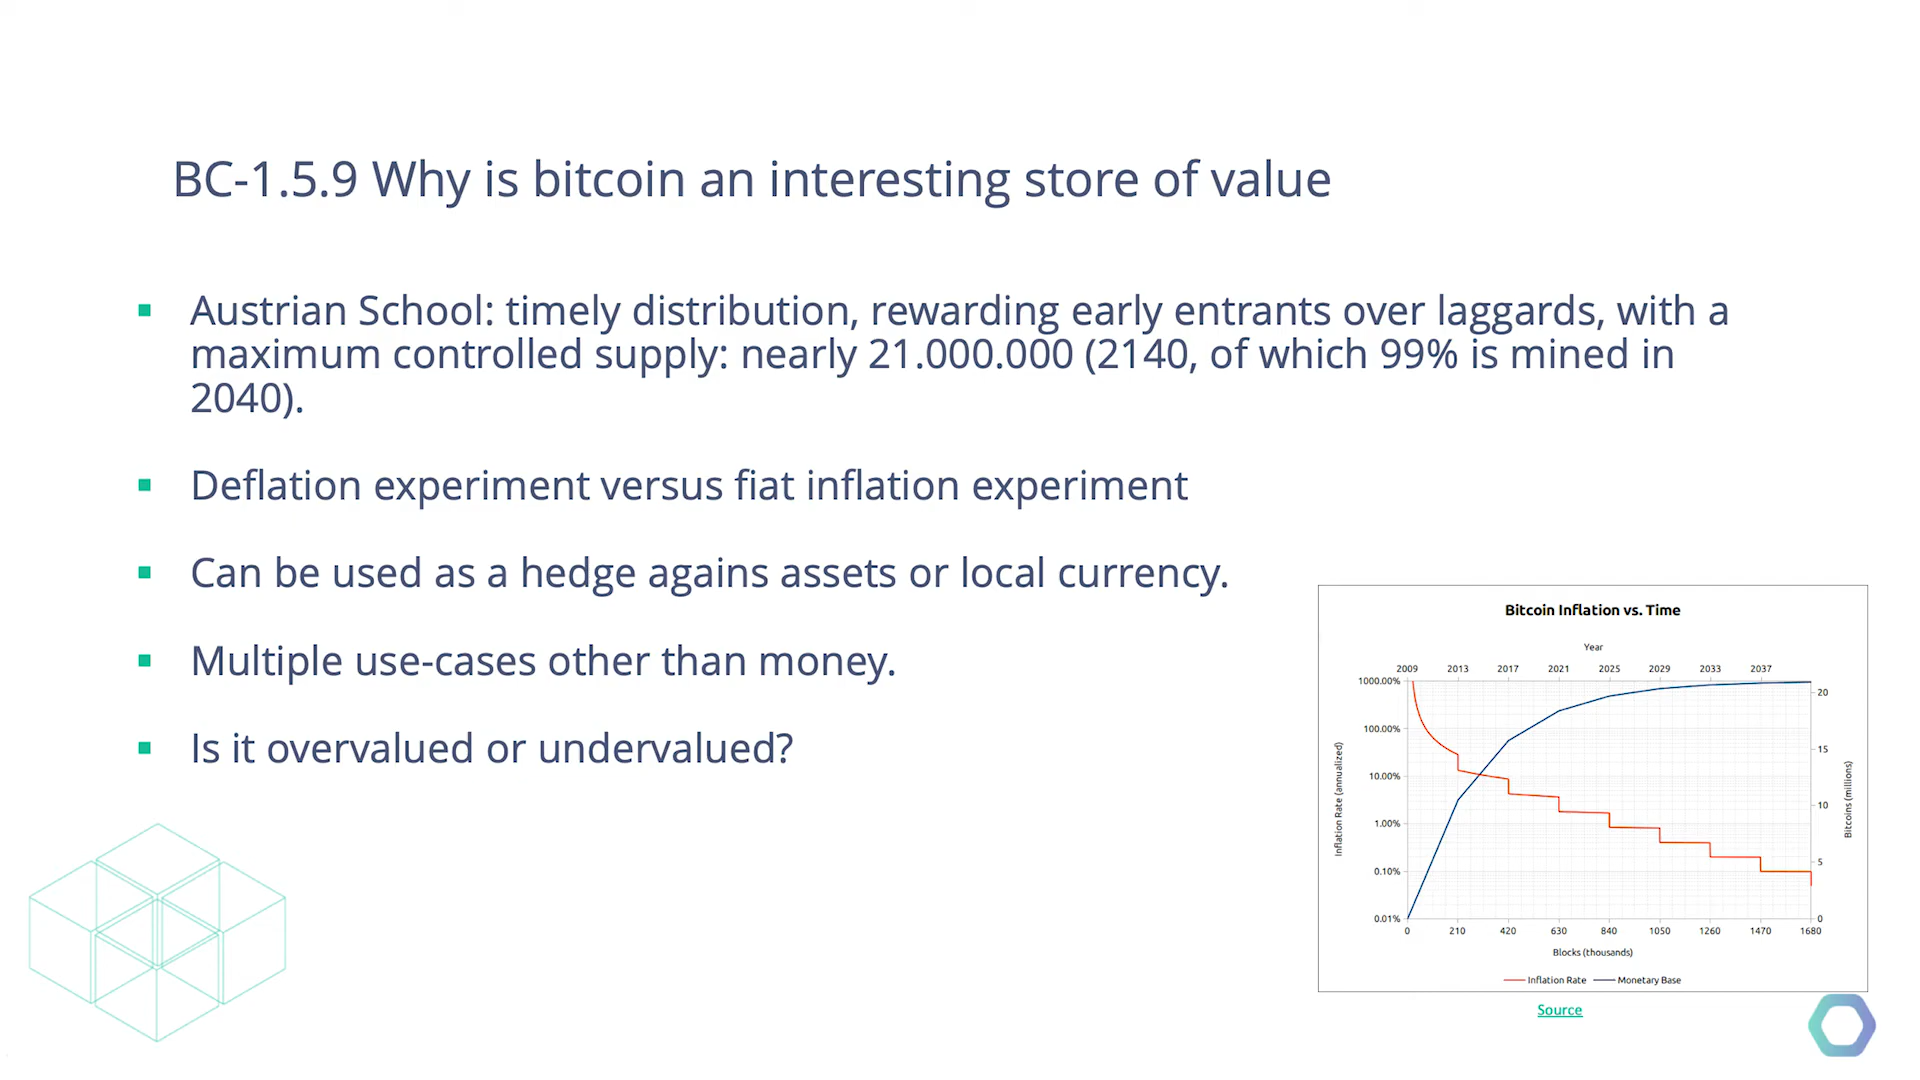 BC-1.5.9 Why is bitcoin an interesting store of value
Austrian School: timely distribution, rewarding early entrants over laggards, with a
maximum controlled supply: nearly 21.000.000 (2140, of which 99% is mined in
2040).
Deflation experiment versus fiat inflation experiment
Can be used as a hedge agains assets or local currency.
Multiple use-cases other than money.
Is it overvalued or undervalued?
Bitcoin Inflation vs. Time
Year
2009 2013 2017 2021 2025 2029 2033 2037
1000.00%
100.00%
10.00%
1.00%
0.10%
0.01%
Inflation Rate (annualized)
20
15
10
5
0
Bitcoins (millions)
0 210 420 630 840 1050 1260 1470 1680
Blocks (thousands)
Inflation Rate Monetary Base
Source